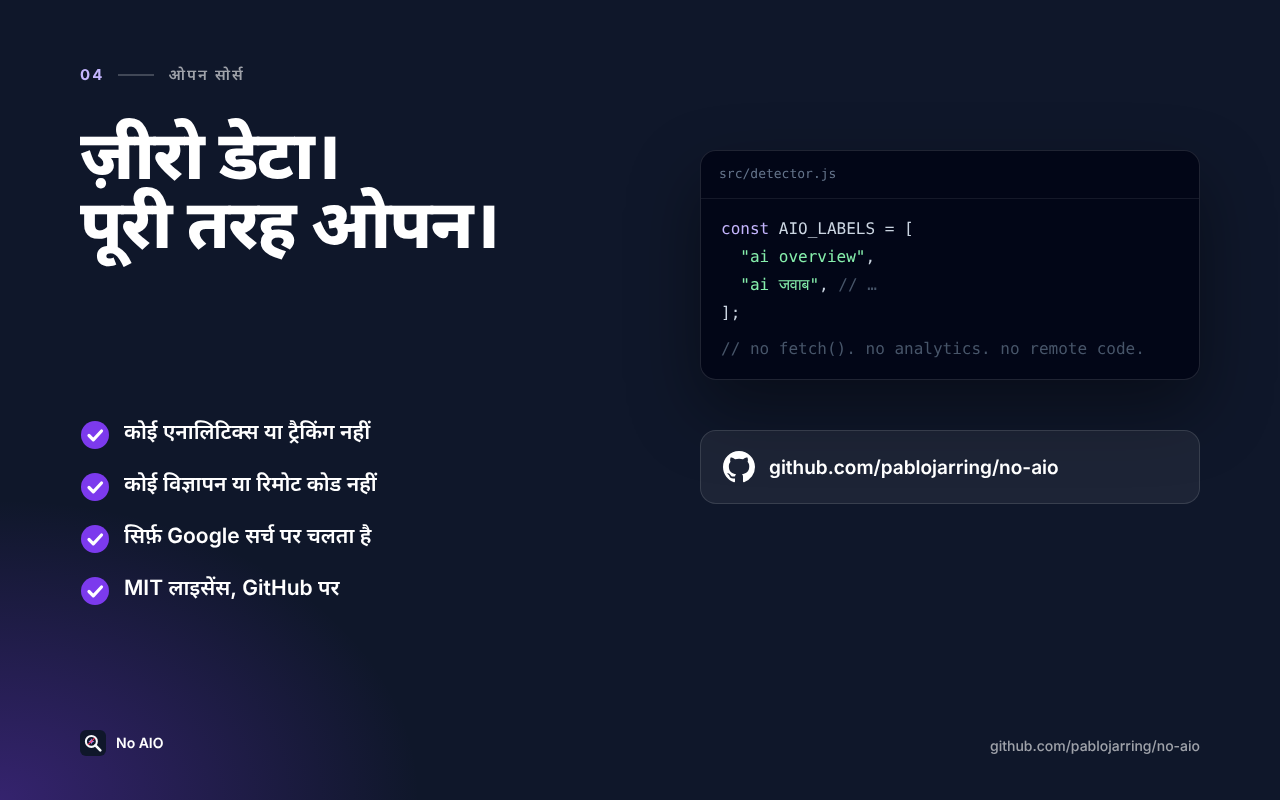 04 ओपन सोर्स
ज़ीरो डेटा।
पूरी तरह ओपन।
कोई एनालिटिक्स या ट्रैकिंग नहीं
कोई विज्ञापन या रिमोट कोड नहीं
सिर्फ़ Google सर्च पर चलता है
MIT लाइसेंस, GitHub पर
src/detector.js
const AIO_LABELS = [
"ai overview",
"ai जवाब", // …
];
// no fetch(). no analytics. no remote code.
github.com/pablojarring/no-aio
No AIO
github.com/pablojarring/no-aio